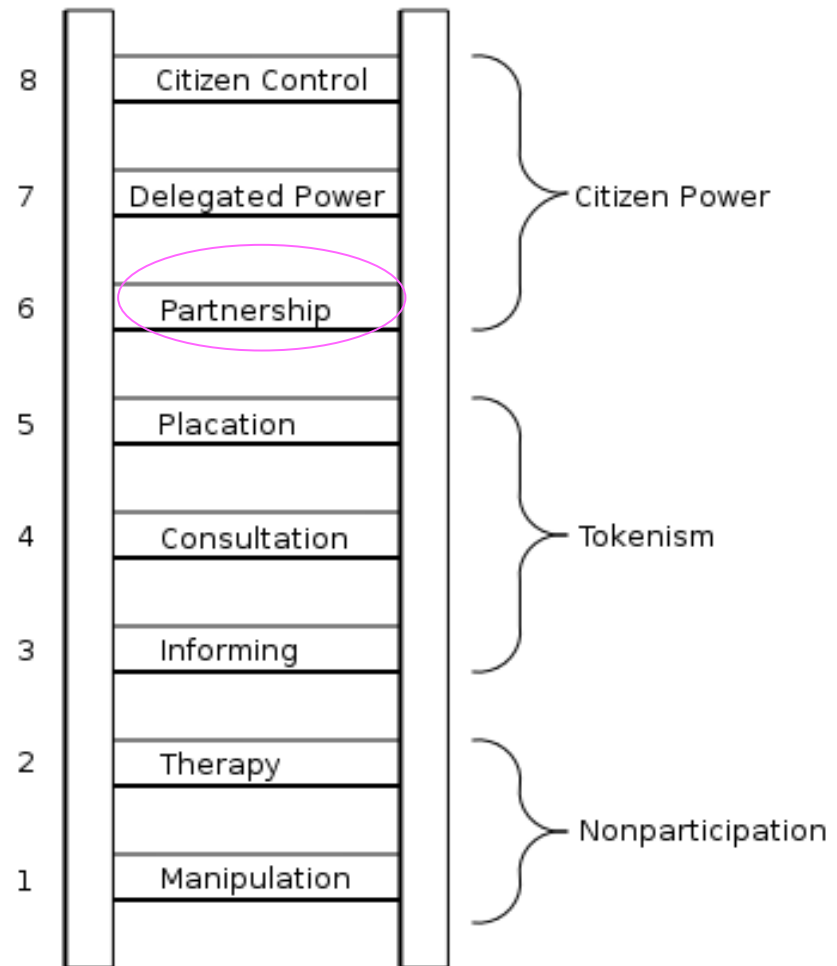 8 Citizen Control
7 Delegated Power
Citizen Power
6 Partnership
5 Placation
4 Consultation
Tokenism
3 Informing
2 Therapy
Nonparticipation
1 Manipulation